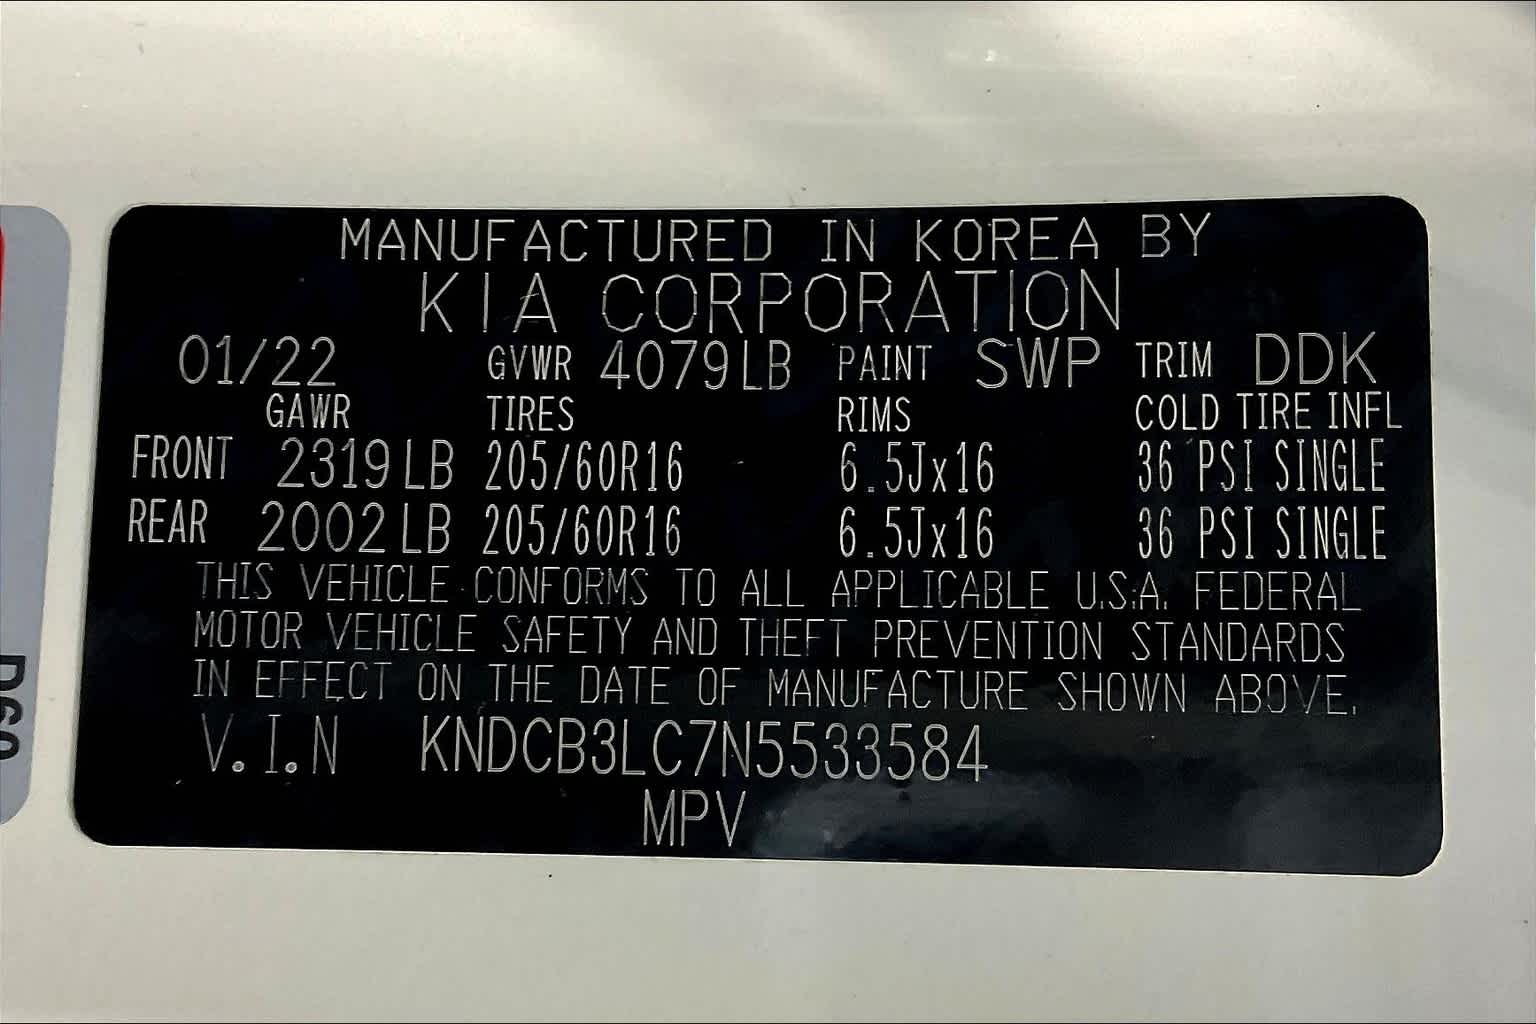 MANUFACTURED IN KOREA BY
KIA CORPORATION
01/22 GVWR 4079LB PAINT SWP TRIM DDK
GAWR TIRES RIMS COLD TIRE INFL
FRONT 2319LB 205/60R16 6.5Jx16 36 PSI SINGLE
REAR 2002LB 205/60R16 6.5Jx16 36 PSI SINGLE
THIS VEHICLE CONFORMS TO ALL APPLICABLE U.S.A. FEDERAL
MOTOR VEHICLE SAFETY AND THEFT PREVENTION STANDARDS
IN EFFECT ON THE DATE OF MANUFACTURE SHOWN ABOVE.
V.I.N KNDCB3LC7N5533584
MPV